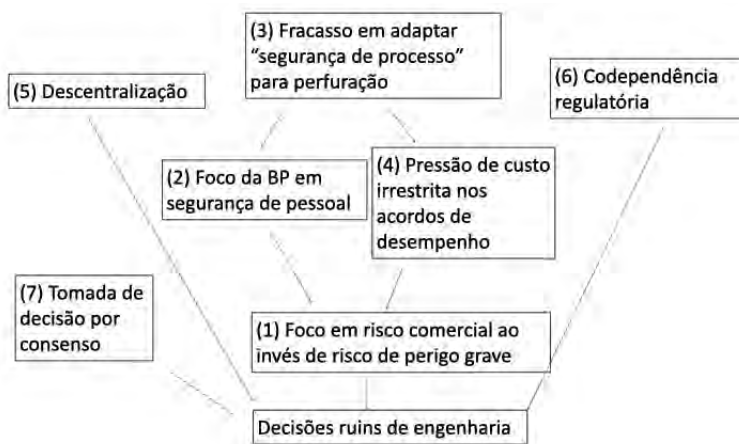 (3) Fracasso em adaptar
“segurança de processo”
para perfuração
(5) Descentralização
(6) Codependência
regulatória
(2) Foco da BP em
segurança de pessoal
(4) Pressão de custo
irrestrita nos
acordos de
desempenho
(7) Tomada de
decisão por
consenso
(1) Foco em risco comercial ao
invés de risco de perigo grave
Decisões ruins de engenharia